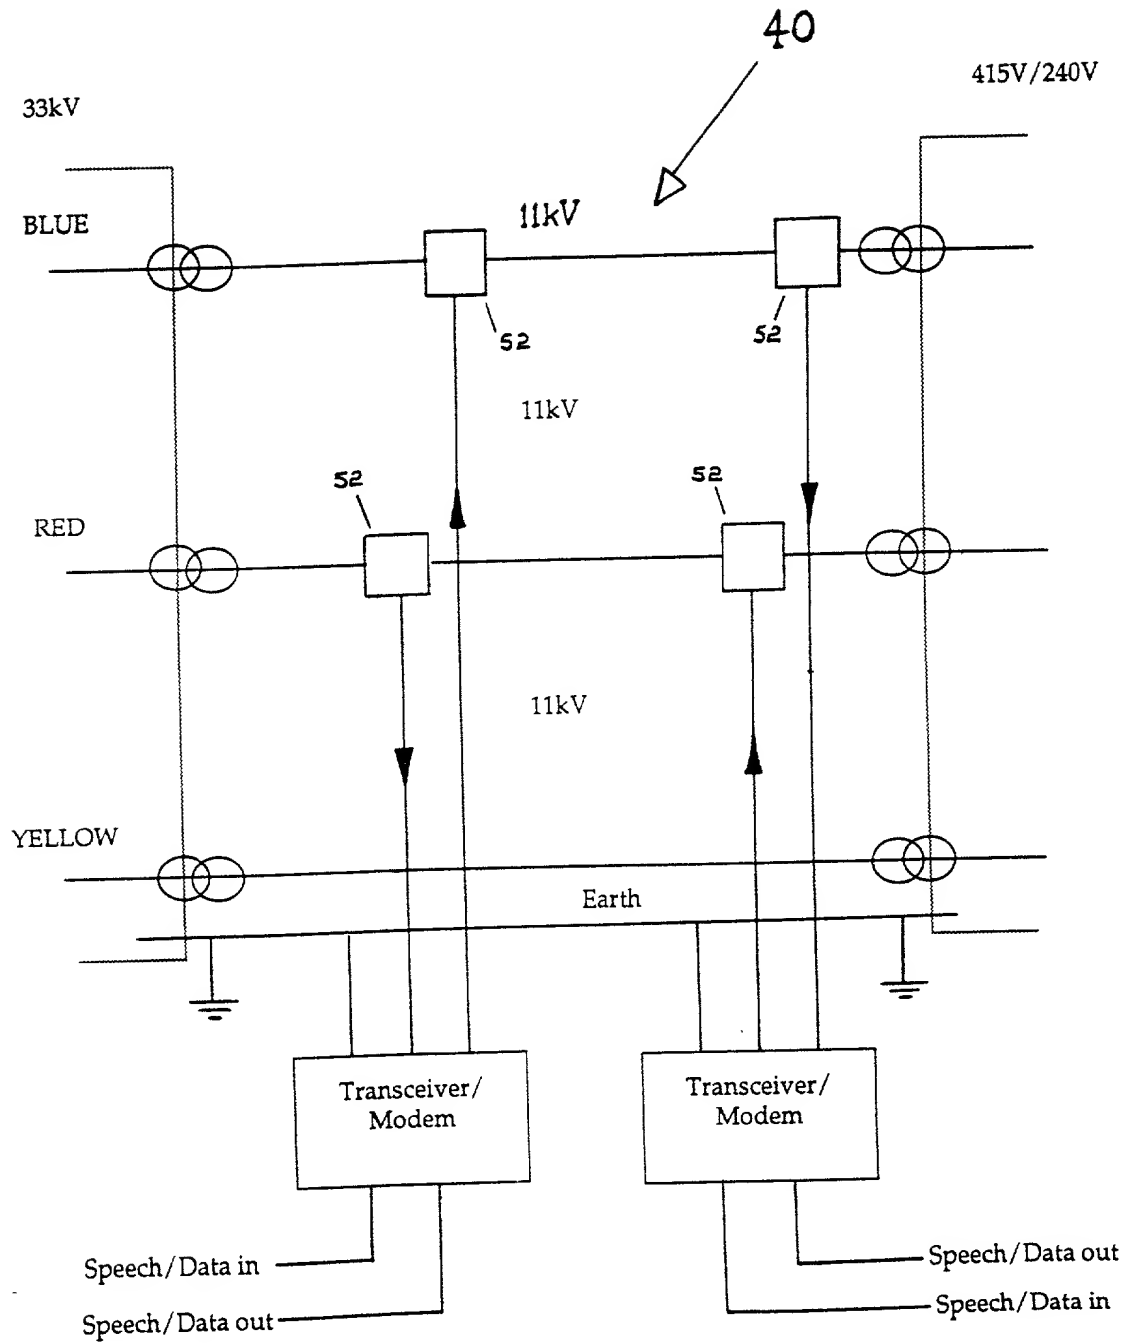 40
415V/240V
33kV
11kV
BLUE
52
52
11kV
52
52
RED
11kV
YELLOW
Earth
Transceiver/
Modem
Transceiver/
Modem
Speech/Data in
Speech/Data out
Speech/Data out
Speech/Data in